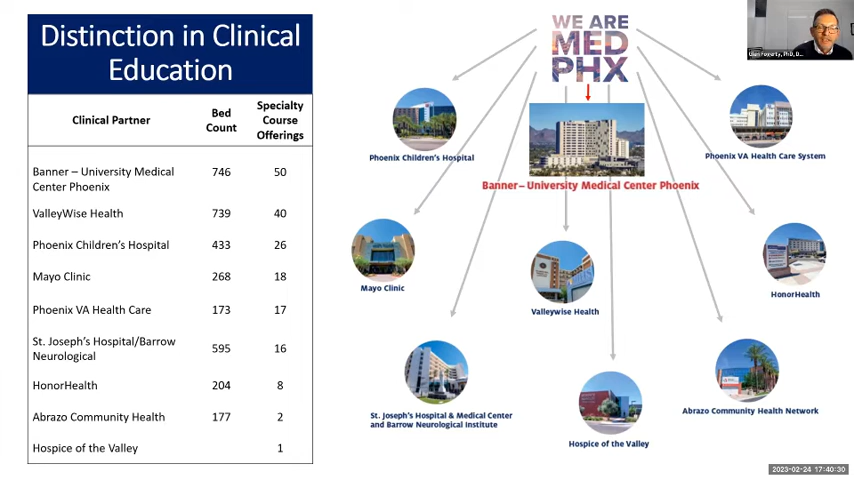 Distinction in Clinical
Education
Clinical Partner
Bed
Count
Specialty
Course
Offerings
Banner – University Medical
Center Phoenix
746
50
ValleyWise Health
739
40
Phoenix Children's Hospital
433
26
Mayo Clinic
268
18
Phoenix VA Health Care
173
17
St. Joseph's Hospital/Barrow
Neurological
595
16
HonorHealth
204
8
Abrazo Community Health
177
2
Hospice of the Valley
1
WE ARE
MED
PHX
Phoenix Children's Hospital
Banner – University Medical Center Phoenix
Phoenix VA Health Care System
Mayo Clinic
Valleywise Health
HonorHealth
St. Joseph's Hospital & Medical Center
and Barrow Neurological Institute
Hospice of the Valley
Abrazo Community Health Network
Fogerty, PhD, D...
2023-02-24 17:40:30